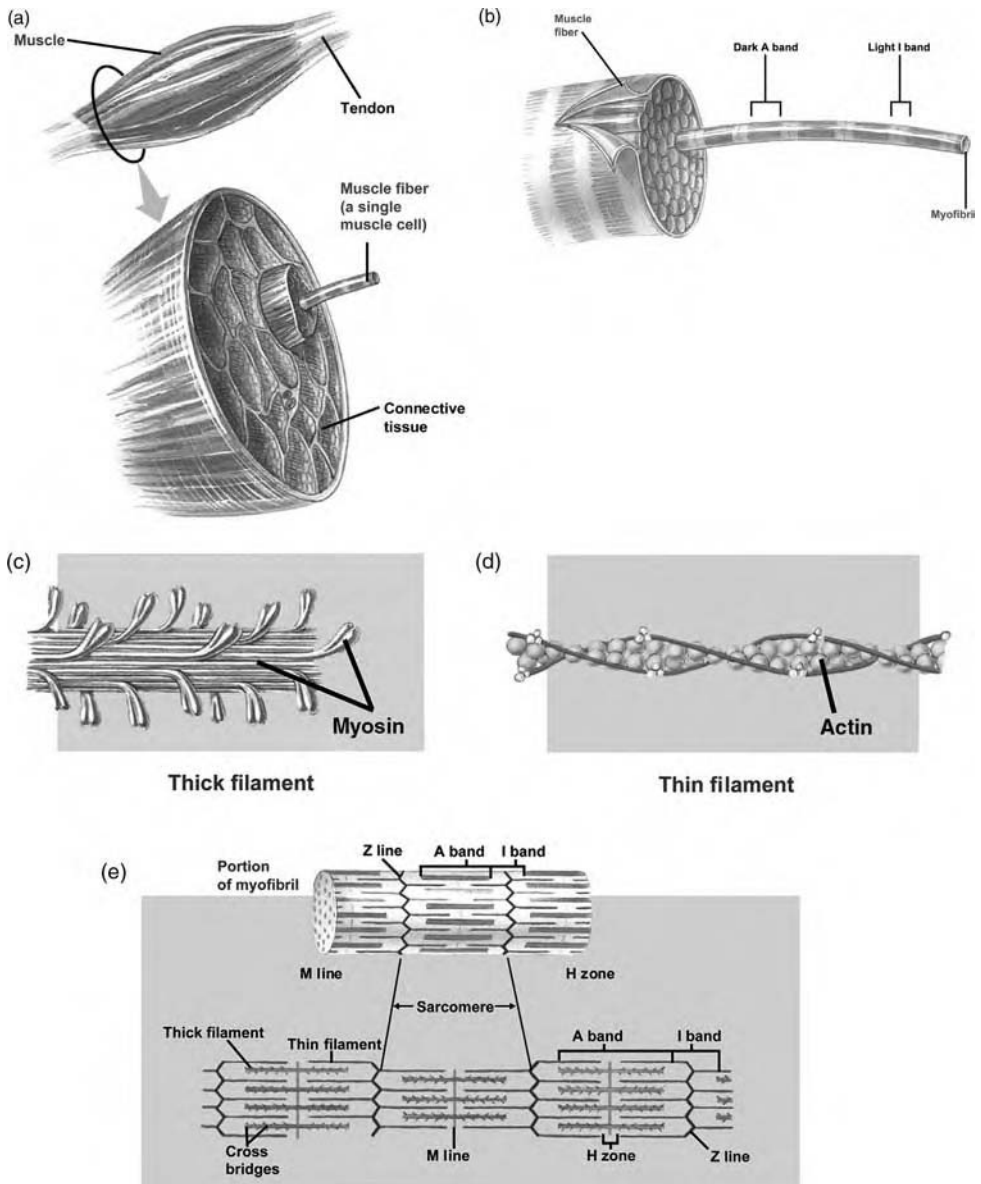 (a)
Muscle
Tendon
Muscle fiber
(a single
muscle cell)
Connective
tissue
(b)
Muscle
fiber
Dark A band
Light I band
Myofibril
(c)
Myosin
Thick filament
(d)
Actin
Thin filament
(e)
Portion
of myofibril
Z line
A band
I band
M line
H zone
Sarcomere
Thick filament
Thin filament
A band
I band
Cross
bridges
M line
H zone
Z line